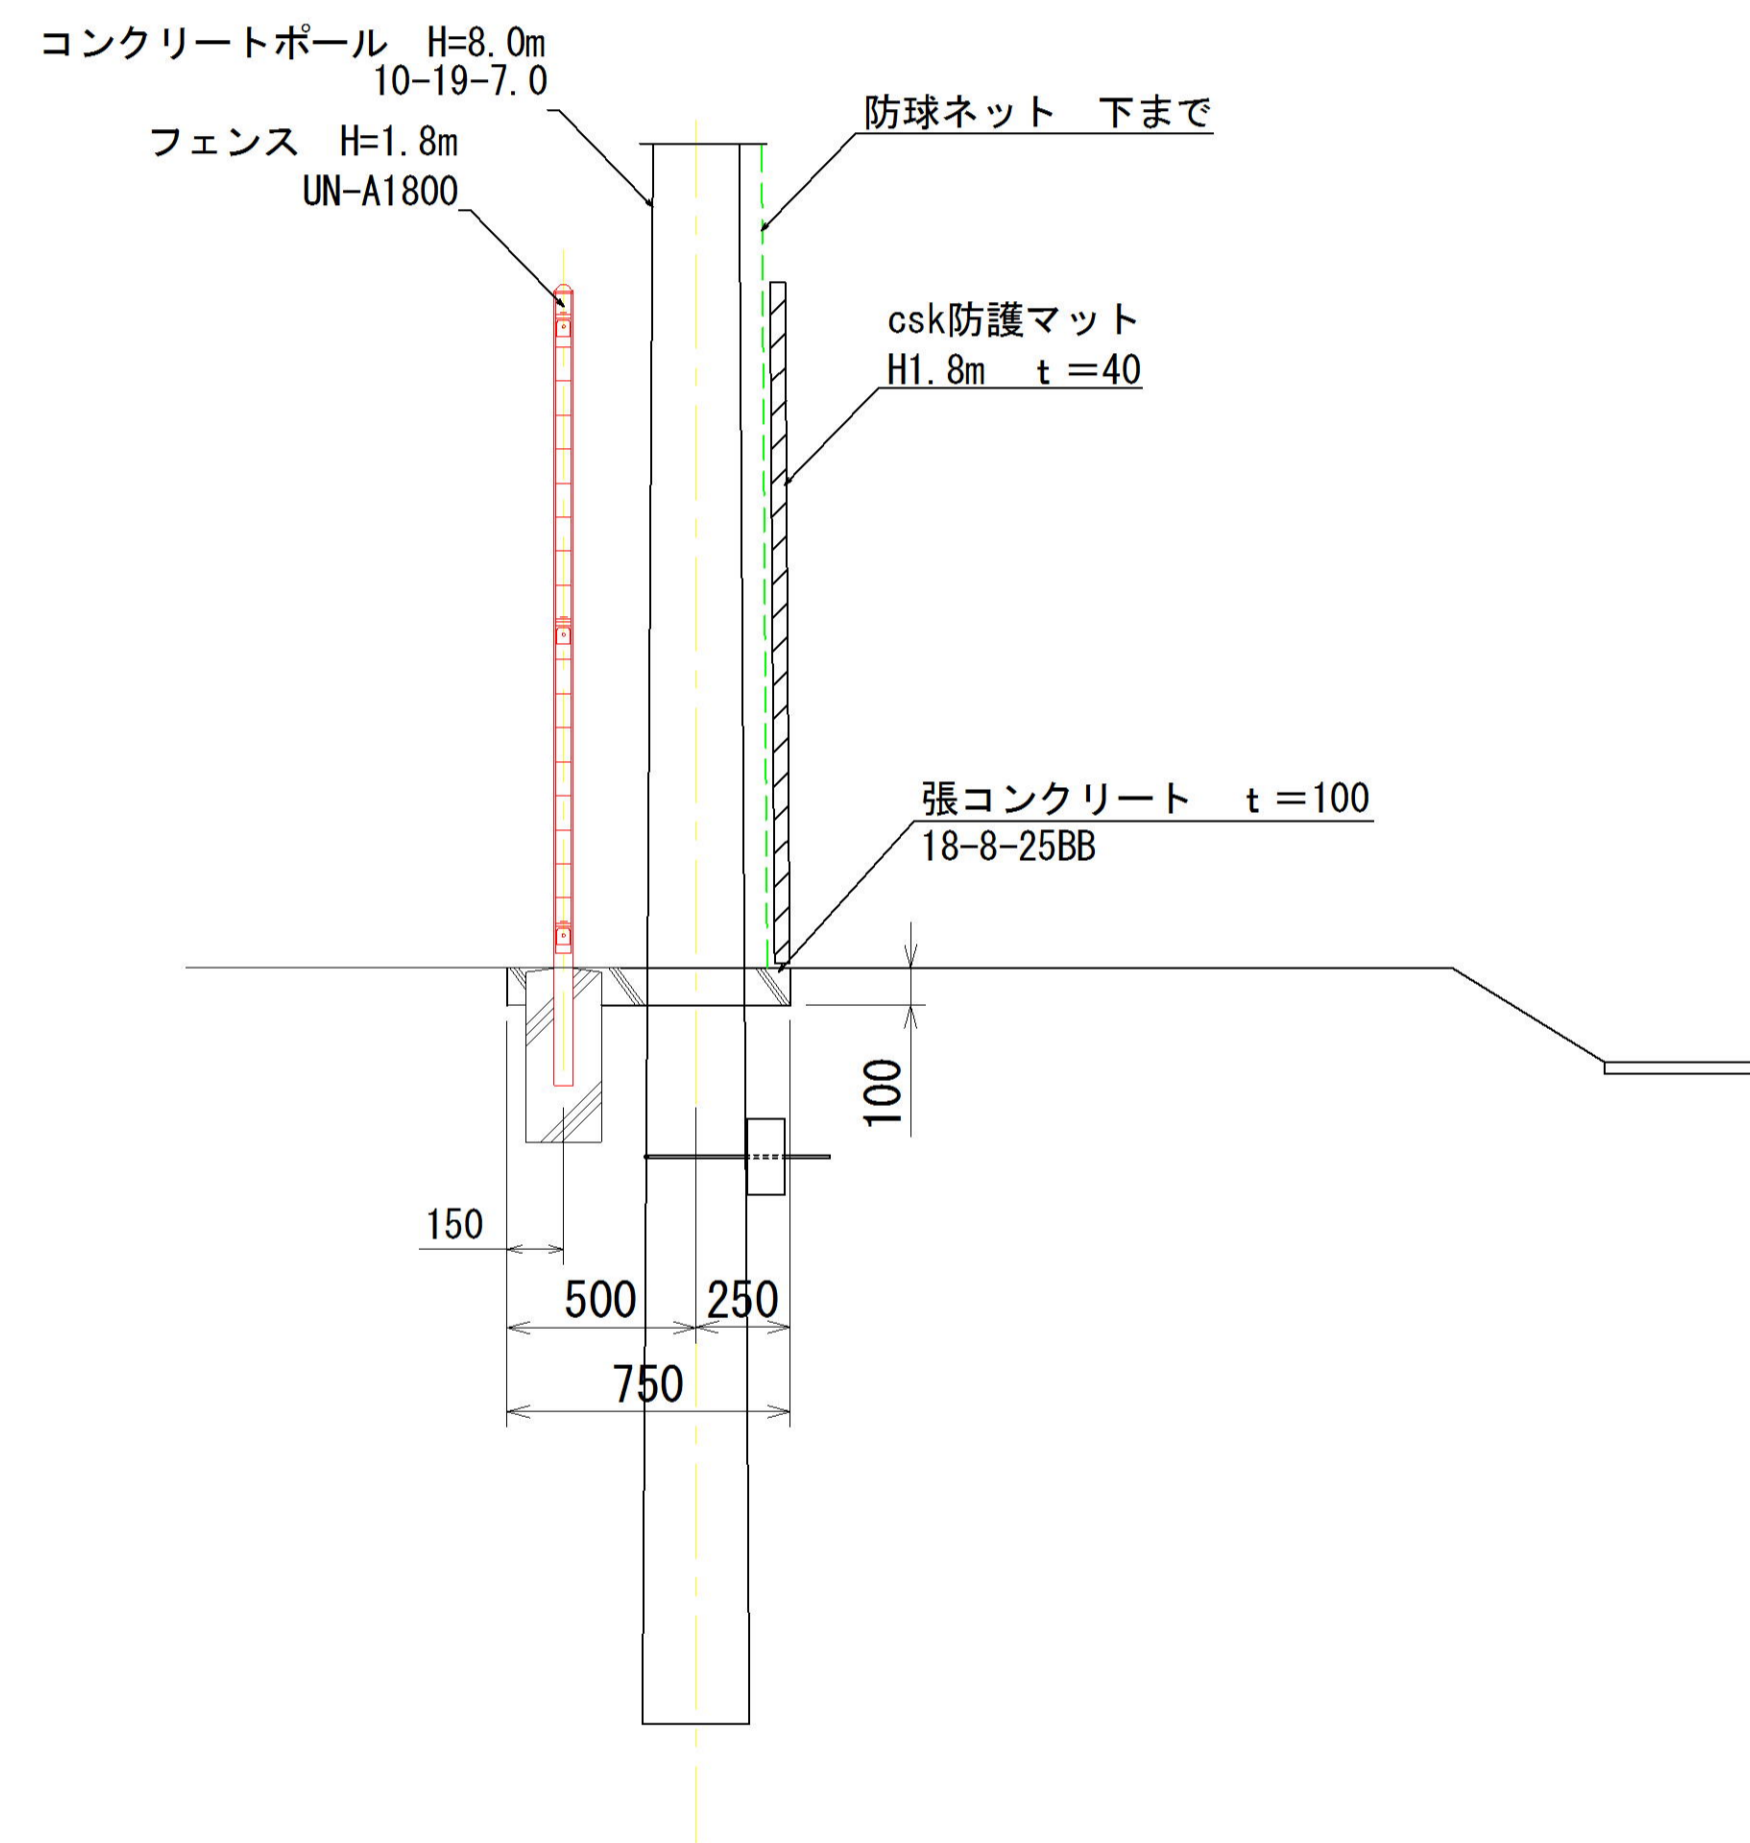 コンクリートポール　H=8.0m
10-19-7.0
フェンス　H=1.8m
UN-A1800
防球ネット　下まで
csk防護マット
H1.8m　ｔ＝40
張コンクリート　ｔ＝100
18-8-25BB
100
150
500
250
750